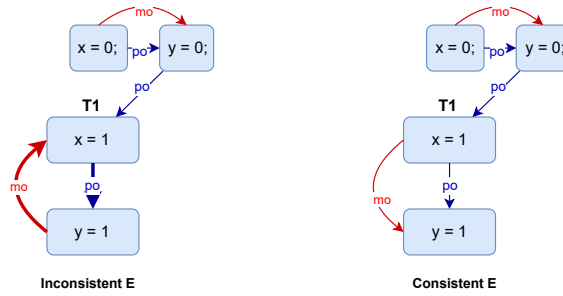 mo
x = 0;
po
y = 0;
po
T1
x = 1
mo
po
y = 1
Inconsistent E
mo
x = 0;
po
y = 0;
po
T1
x = 1
mo
po
y = 1
Consistent E